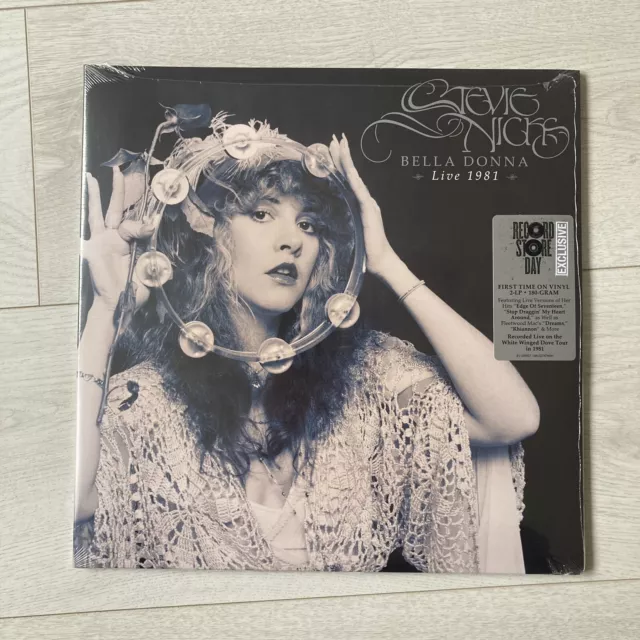 STEVIE
NICKS
BELLA DONNA
Live 1981
RECORD
STORE
DAY
EXCLUSIVE
FIRST TIME ON VINYL
2-LP • 180-GRAM
Featuring Live Versions of Her
Hits "Edge Of Seventeen,"
"Stop Draggin' My Heart
Around," as Well as
Fleetwood Mac's "Dreams"
"Rhiannon" & More
Recorded Live on the
White Winged Dove Tour
in 1981